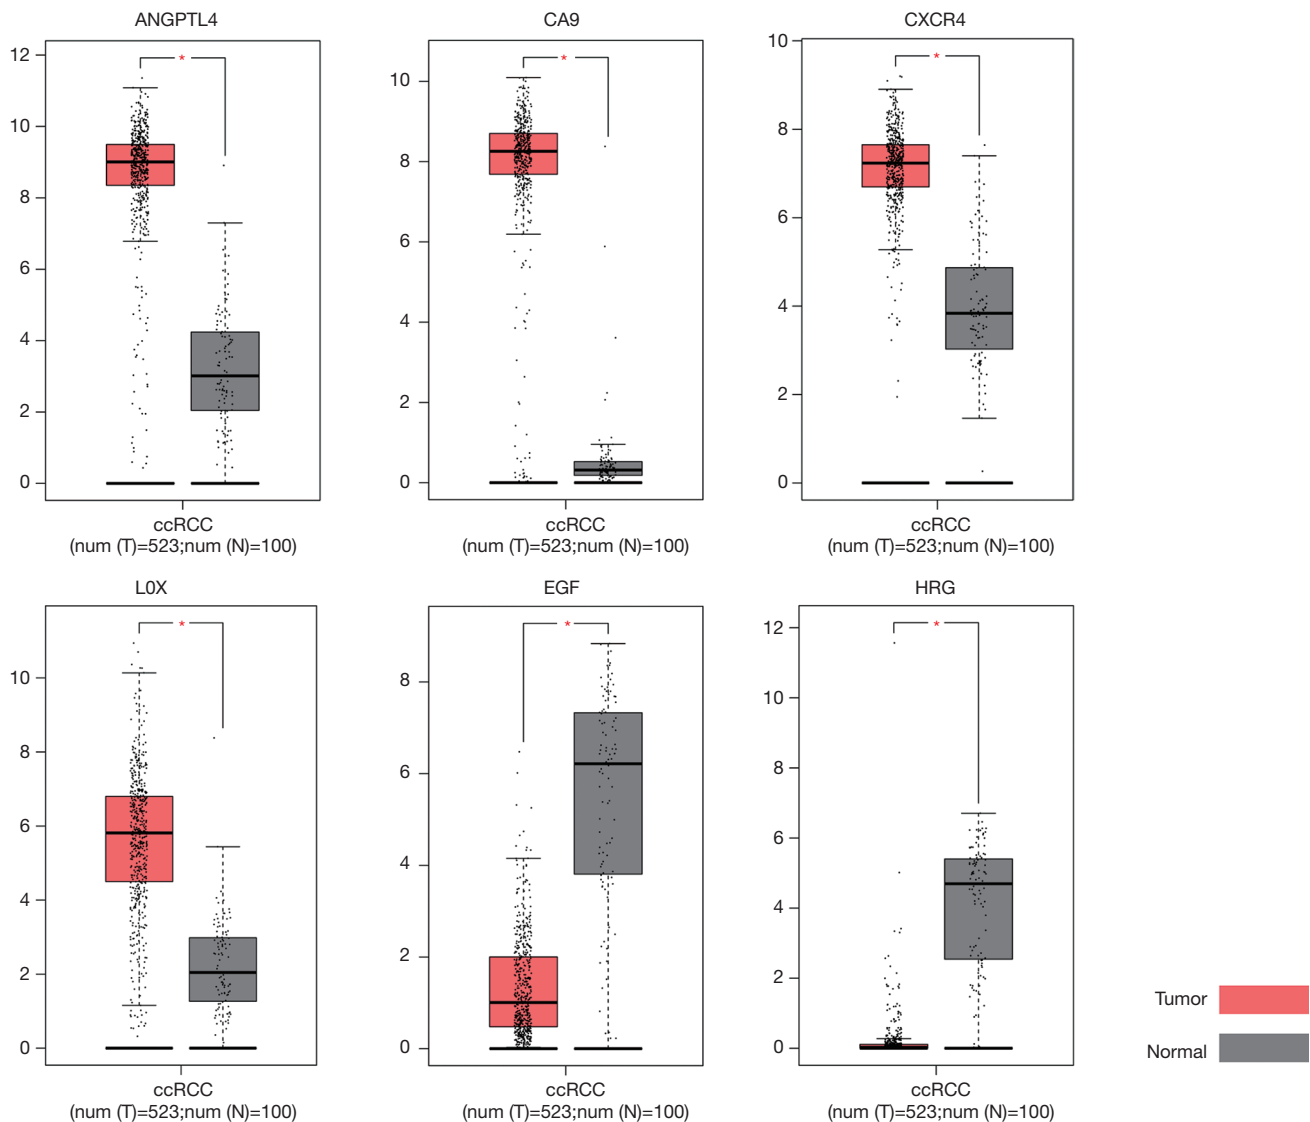 ANGPTL4
CA9
CXCR4
12
10
8
6
4
2
0
*
10
8
6
4
2
0
*
10
8
6
4
2
0
*
ccRCC
(num (T)=523;num (N)=100)
ccRCC
(num (T)=523;num (N)=100)
ccRCC
(num (T)=523;num (N)=100)
L0X
EGF
HRG
10
8
6
4
2
0
*
8
6
4
2
0
*
12
10
8
6
4
2
0
*
ccRCC
(num (T)=523;num (N)=100)
ccRCC
(num (T)=523;num (N)=100)
ccRCC
(num (T)=523;num (N)=100)
Tumor
Normal